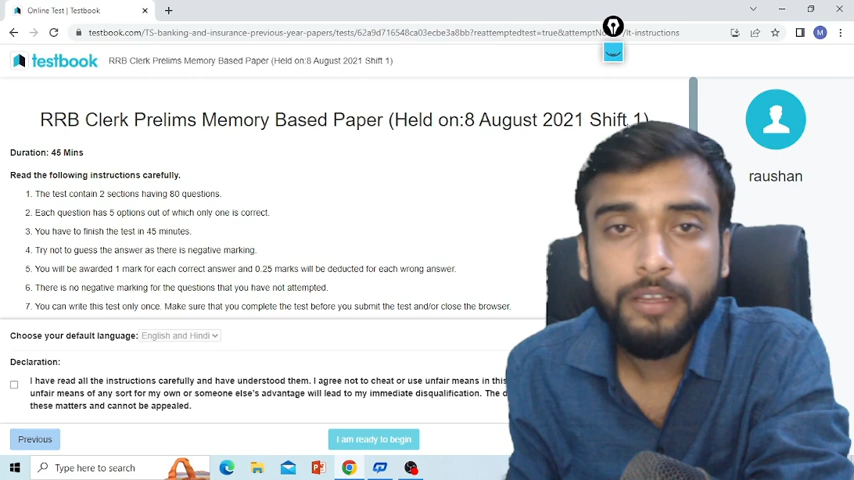 Online Test | Testbook
testbook.com/TS-banking-and-insurance-previous-year-papers/tests/62a9d716548ca03ecbe3a8bb?reattemptedtest=true&attemptNo
lt-instructions
M
testbook
RRB Clerk Prelims Memory Based Paper (Held on:8 August 2021 Shift 1)
RRB Clerk Prelims Memory Based Paper (Held on:8 August 2021 Shift 1)
raushan
Duration: 45 Mins
Read the following instructions carefully.
1. The test contain 2 sections having 80 questions.
2. Each question has 5 options out of which only one is correct.
3. You have to finish the test in 45 minutes.
4. Try not to guess the answer as there is negative marking.
5. You will be awarded 1 mark for each correct answer and 0.25 marks will be deducted for each wrong answer.
6. There is no negative marking for the questions that you have not attempted.
7. You can write this test only once. Make sure that you complete the test before you submit the test and/or close the browser.
Choose your default language: English and Hindi
Declaration:
I have read all the instructions carefully and have understood them. I agree not to cheat or use unfair means in this
unfair means of any sort for my own or someone else's advantage will lead to my immediate disqualification. The
these matters and cannot be appealed.
Previous
I am ready to begin
Type here to search